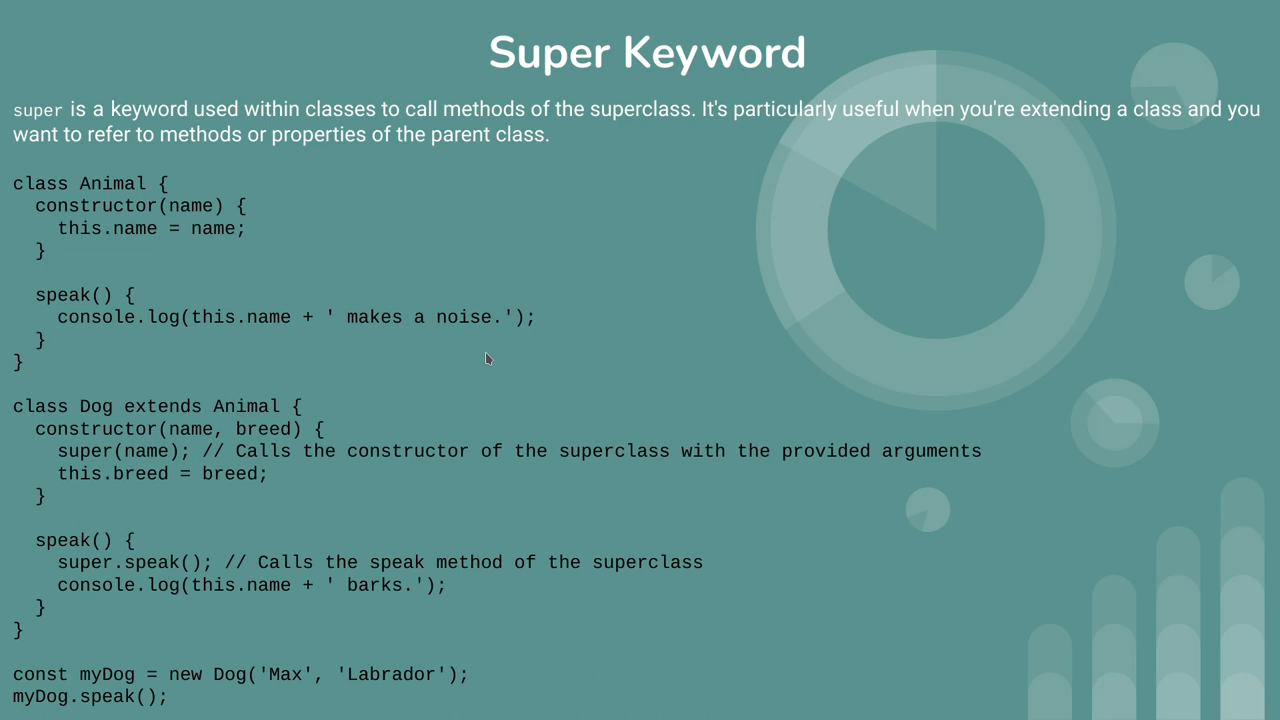 Super Keyword
super is a keyword used within classes to call methods of the superclass. It's particularly useful when you're extending a class and you
want to refer to methods or properties of the parent class.
class Animal {
  constructor(name) {
    this.name = name;
  }
  speak() {
    console.log(this.name + ' makes a noise.');
  }
}
class Dog extends Animal {
  constructor(name, breed) {
    super(name); // Calls the constructor of the superclass with the provided arguments
    this.breed = breed;
  }
  speak() {
    super.speak(); // Calls the speak method of the superclass
    console.log(this.name + ' barks.');
  }
}
const myDog = new Dog('Max', 'Labrador');
myDog.speak();